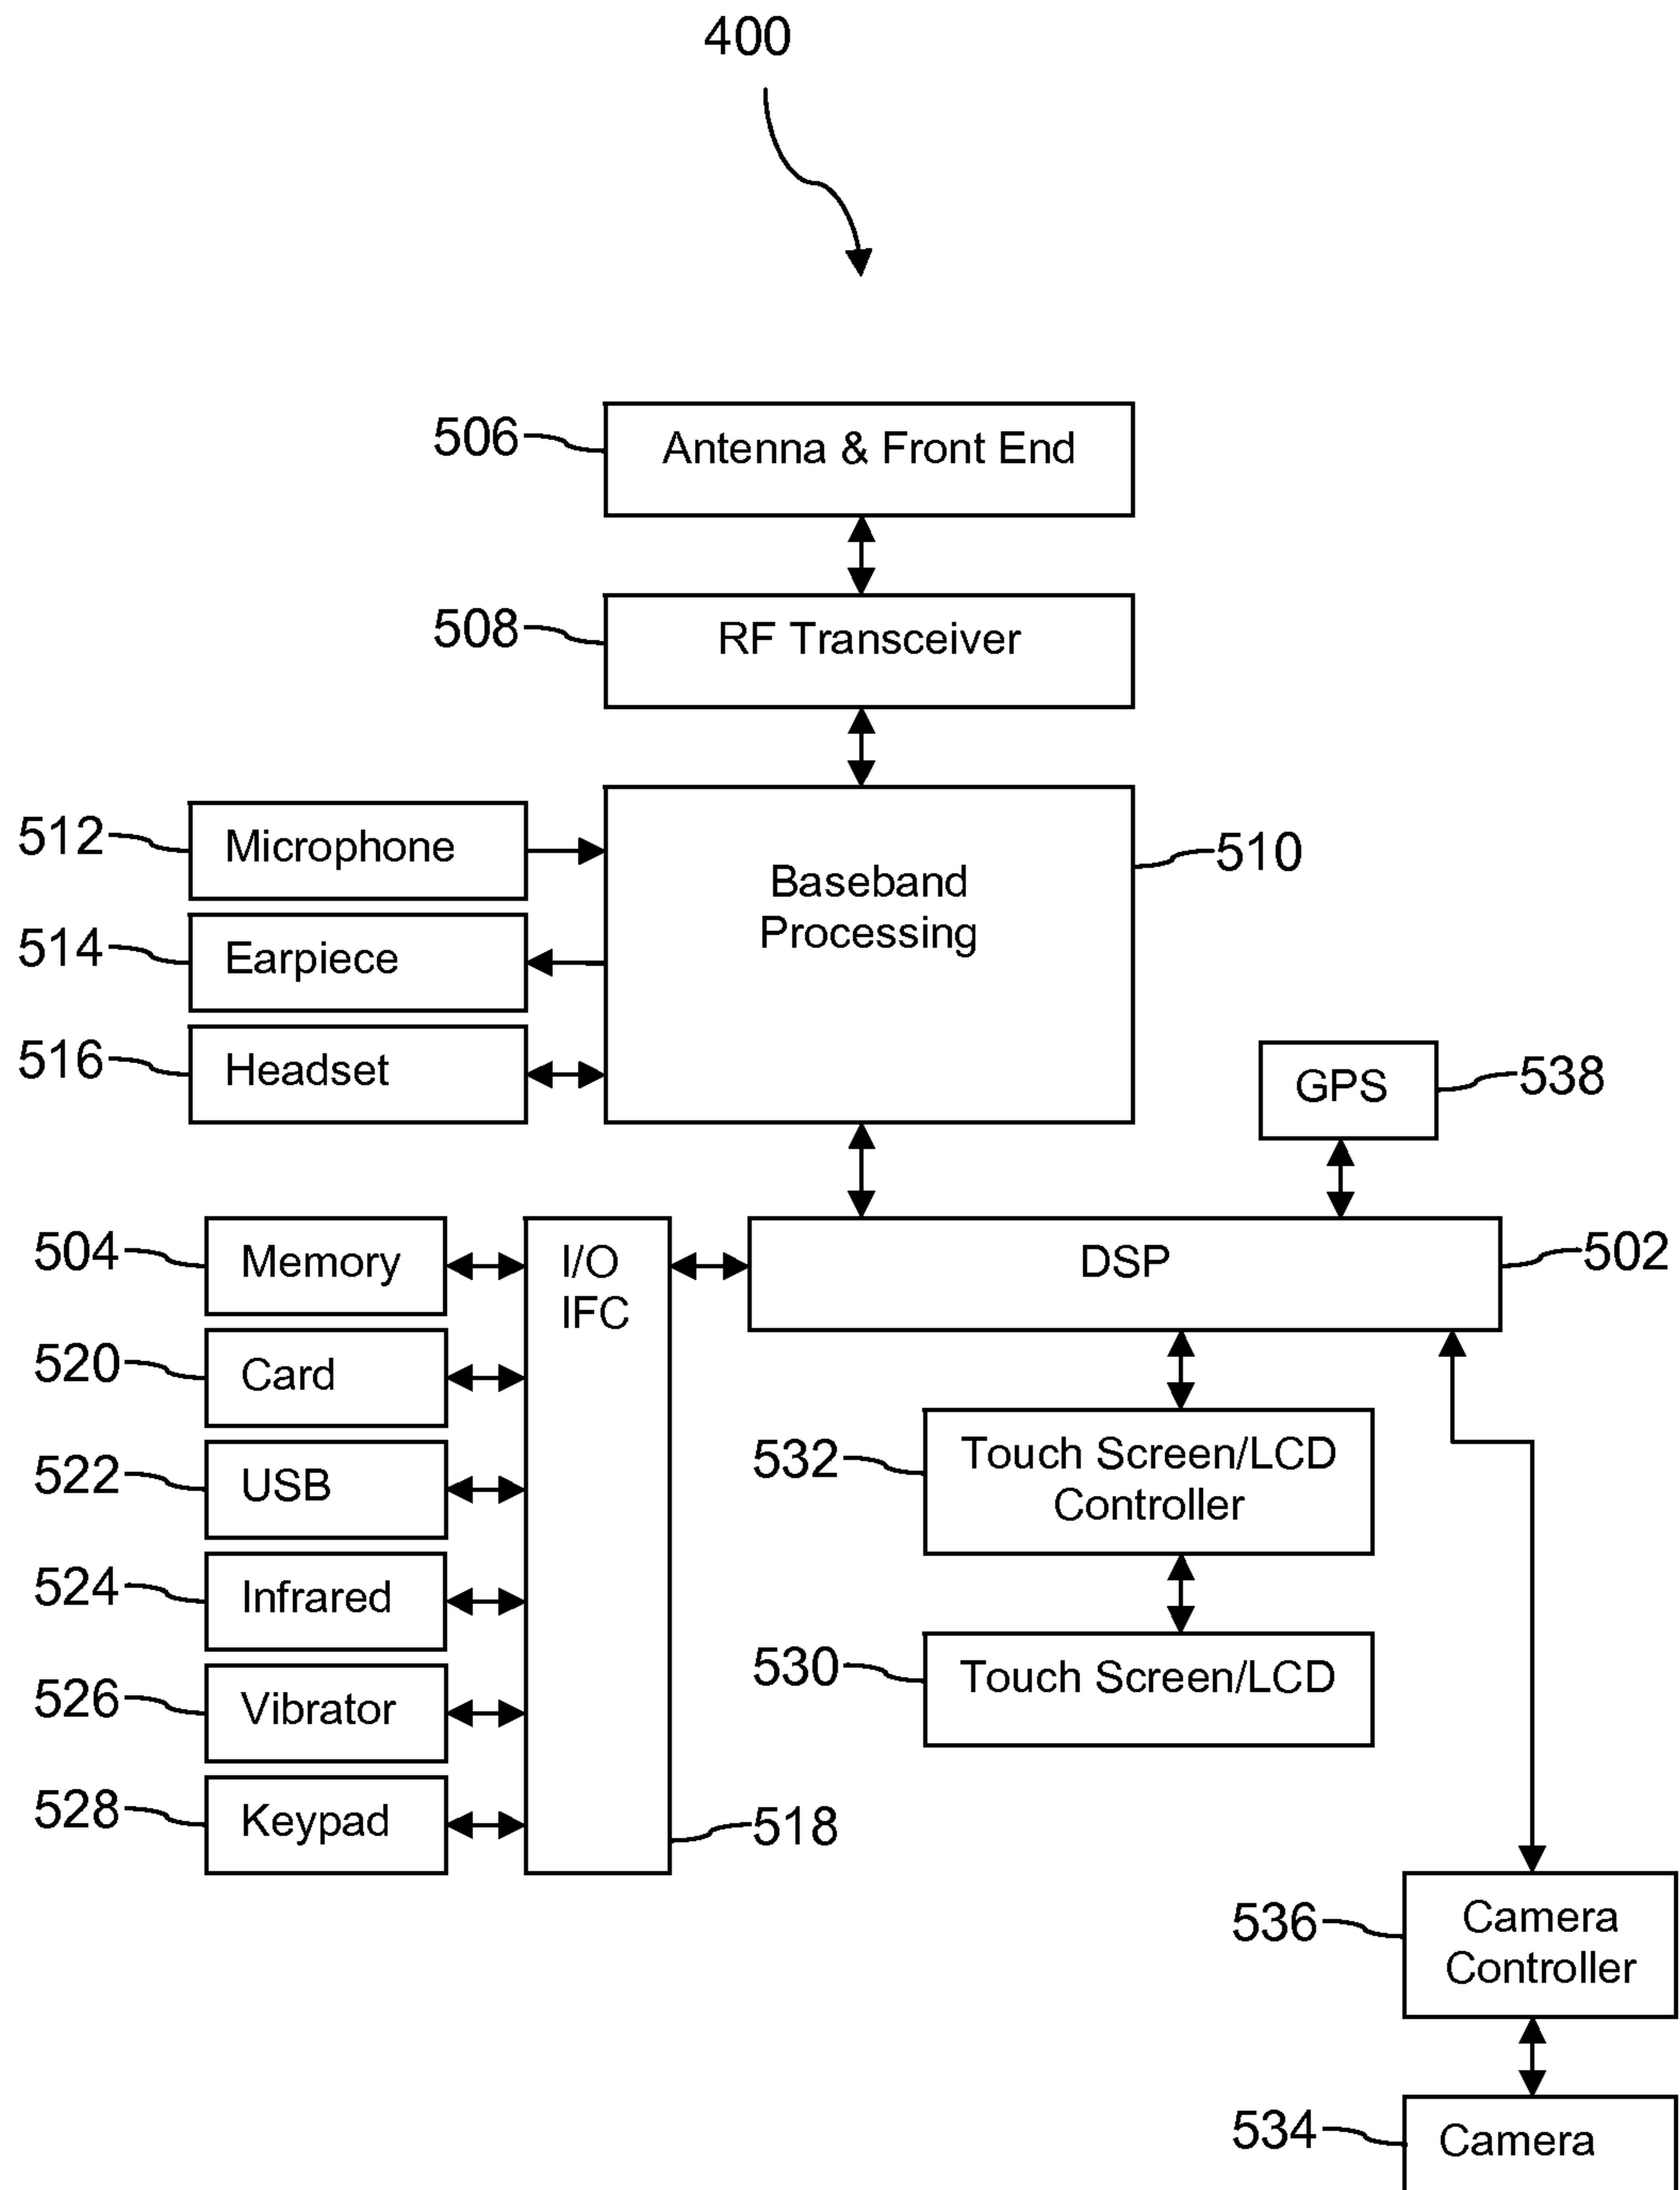 400
506
Antenna & Front End
508
RF Transceiver
512
Microphone
Baseband
Processing
510
514
Earpiece
516
Headset
GPS
538
504
Memory
I/O
IFC
DSP
502
520
Card
522
USB
532
Touch Screen/LCD
Controller
524
Infrared
530
Touch Screen/LCD
526
Vibrator
528
Keypad
518
536
Camera
Controller
534
Camera